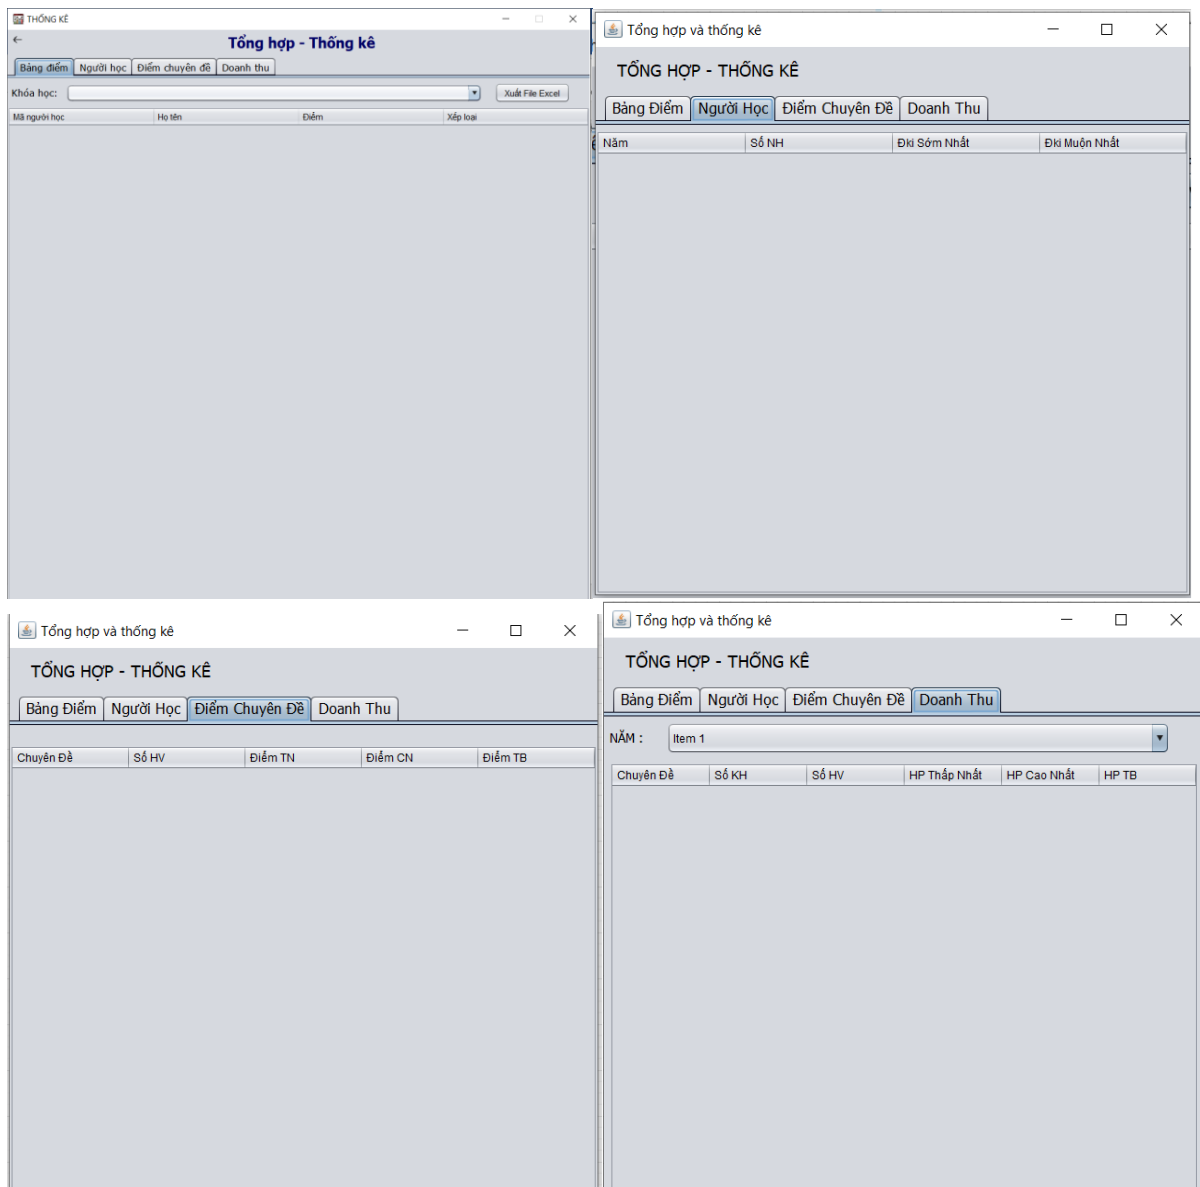 THỐNG KÊ
Tổng hợp - Thống kê
Bảng điểm Người học Điểm chuyên đề Doanh thu
Khóa học: Xuất File Excel
Mã người học Họ tên Điểm Xếp loại
Tổng hợp và thống kê
TỔNG HỢP - THỐNG KÊ
Bảng Điểm Người Học Điểm Chuyên Đề Doanh Thu
Năm Số NH Đki Sớm Nhất Đki Muộn Nhất
Tổng hợp và thống kê
TỔNG HỢP - THỐNG KÊ
Bảng Điểm Người Học Điểm Chuyên Đề Doanh Thu
Chuyên Đề Số HV Điểm TN Điểm CN Điểm TB
Tổng hợp và thống kê
TỔNG HỢP - THỐNG KÊ
Bảng Điểm Người Học Điểm Chuyên Đề Doanh Thu
NĂM : Item 1
Chuyên Đề Số KH Số HV HP Thấp Nhất HP Cao Nhất HP TB